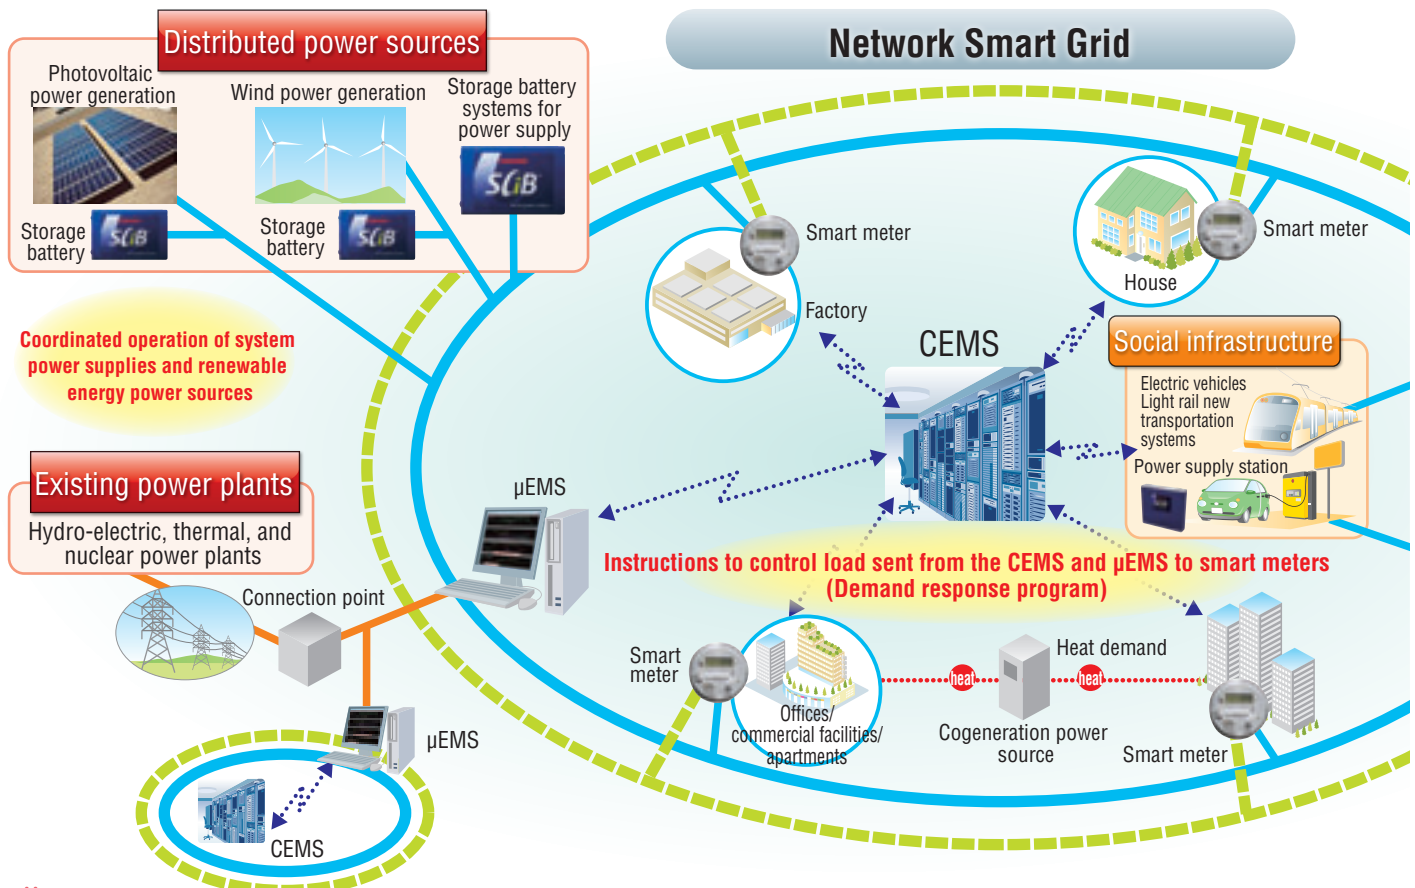 Distributed power sources
Network Smart Grid
Photovoltaic
power generation
Wind power generation
Storage battery
systems for
power supply
SCiB
Storage
battery
SCiB
Storage
battery
SCiB
Smart meter
Factory
Smart meter
House
Coordinated operation of system
power supplies and renewable
energy power sources
CEMS
Social infrastructure
Electric vehicles
Light rail new
transportation
systems
Power supply station
Existing power plants
Hydro-electric, thermal, and
nuclear power plants
µEMS
Instructions to control load sent from the CEMS and µEMS to smart meters
(Demand response program)
Connection point
Smart
meter
Offices/
commercial facilities/
apartments
heat
Heat demand
heat
Cogeneration power
source
Smart meter
µEMS
CEMS